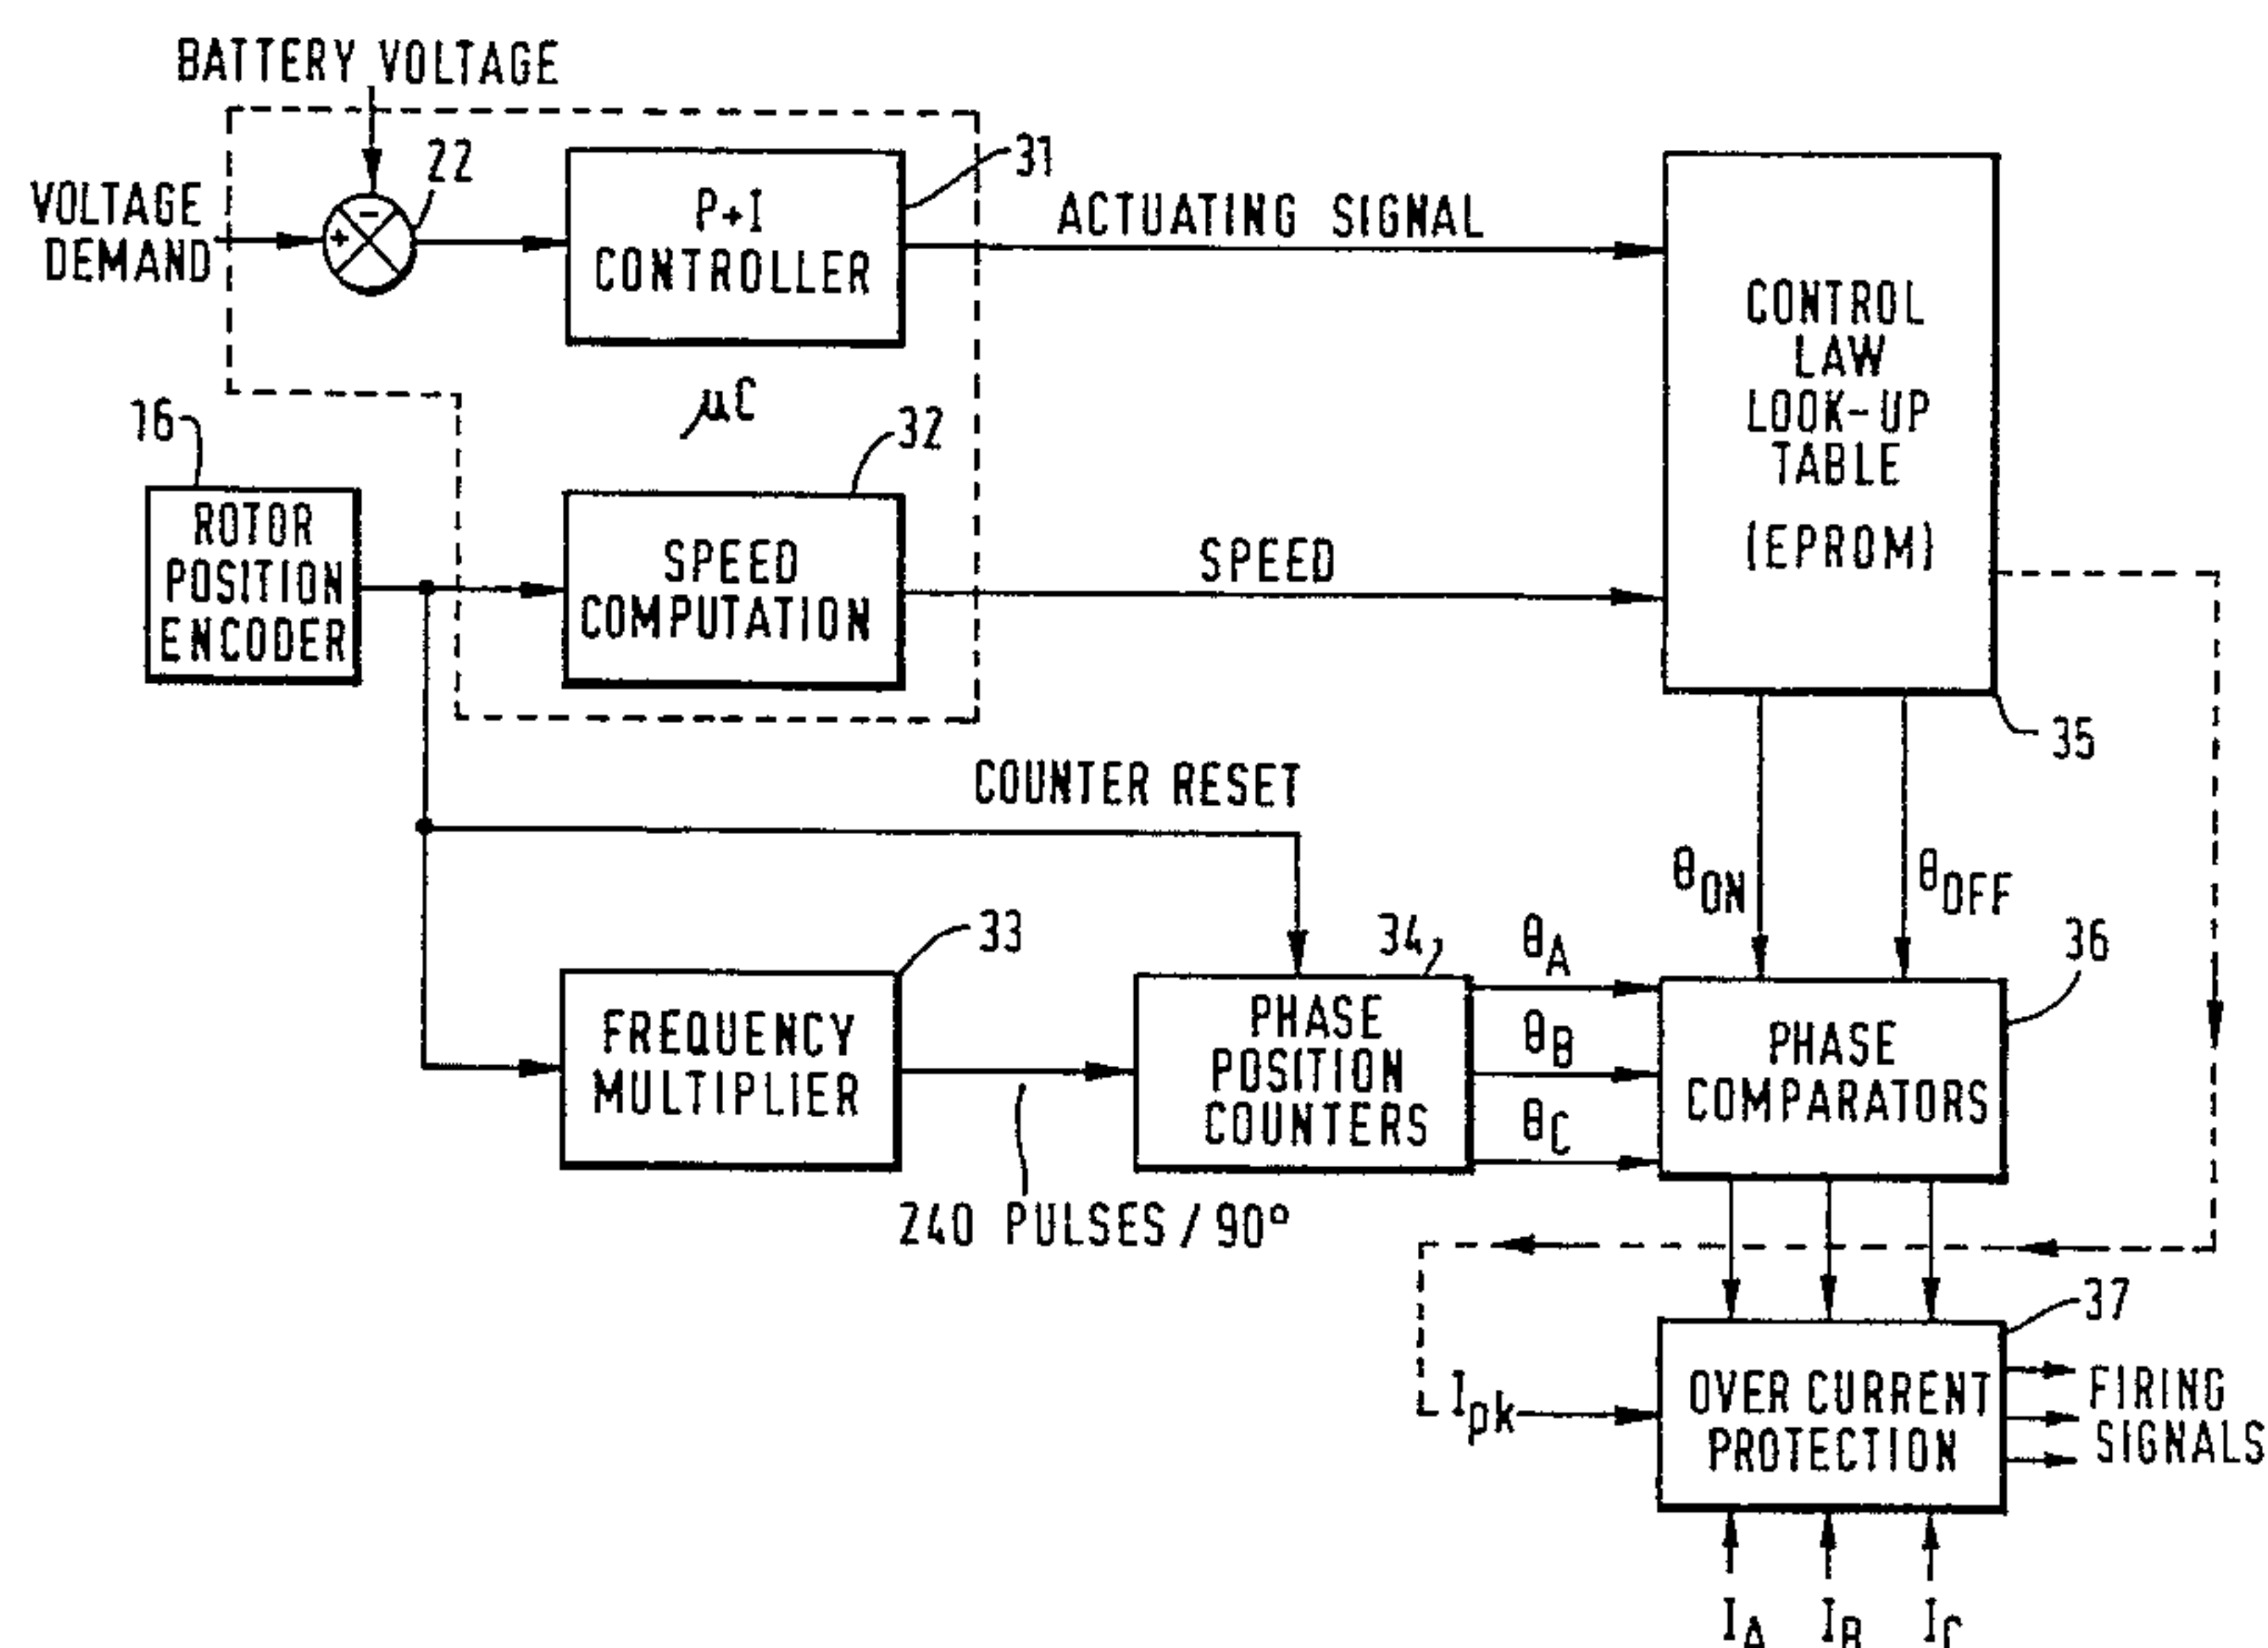 BATTERY VOLTAGE
VOLTAGE
DEMAND
+
-
22
P+I
CONTROLLER
31
ACTUATING SIGNAL
CONTROL
LAW
LOOK-UP
TABLE
(EPROM)
µC
16
ROTOR
POSITION
ENCODER
32
SPEED
COMPUTATION
SPEED
35
COUNTER RESET
θON
θOFF
33
FREQUENCY
MULTIPLIER
34
PHASE
POSITION
COUNTERS
θA
θB
θC
36
PHASE
COMPARATORS
240 PULSES / 90°
37
Ipk
OVER CURRENT
PROTECTION
FIRING
SIGNALS
IA
IB
IC